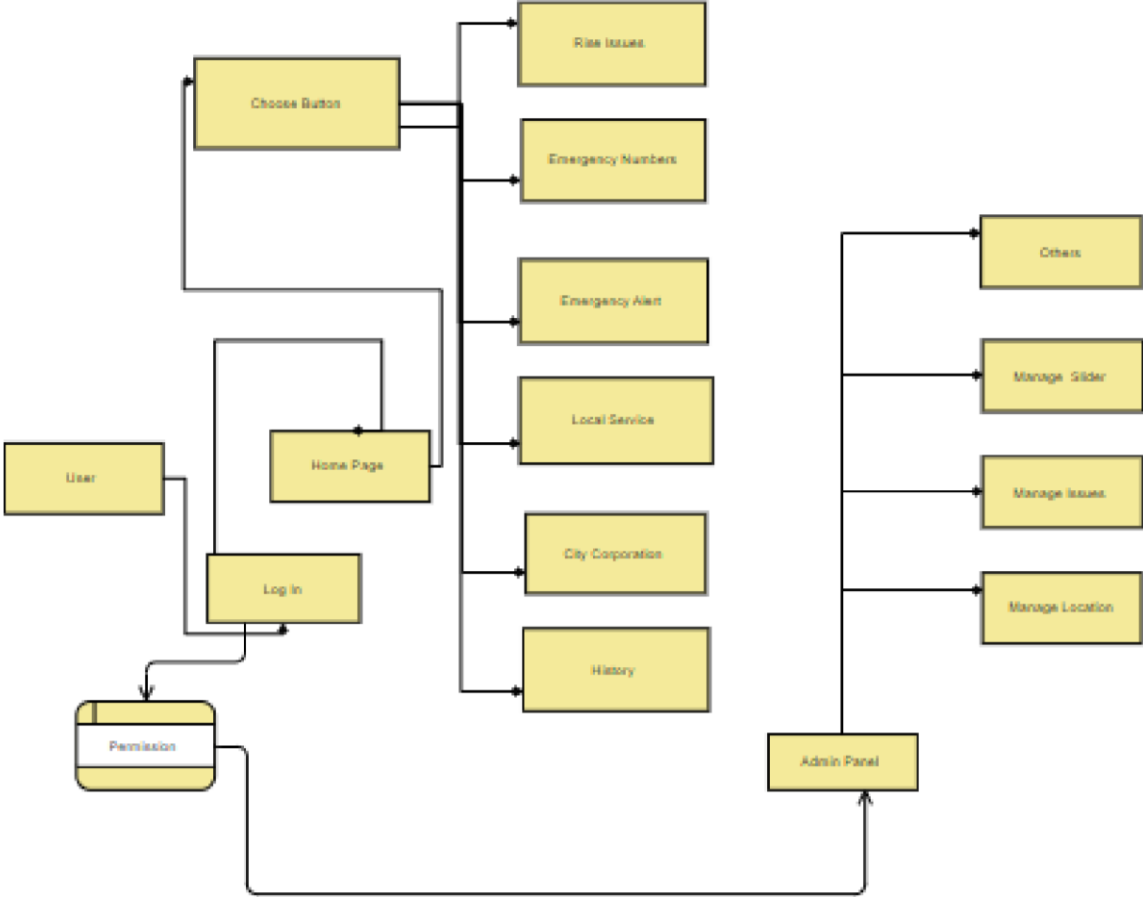 Rise Issues
Choose Button
Emergency Numbers
Others
Emergency Alert
Manage Slider
Local Service
Home Page
User
Manage Issues
City Corporation
Log In
Manage Location
History
Permission
Admin Panel